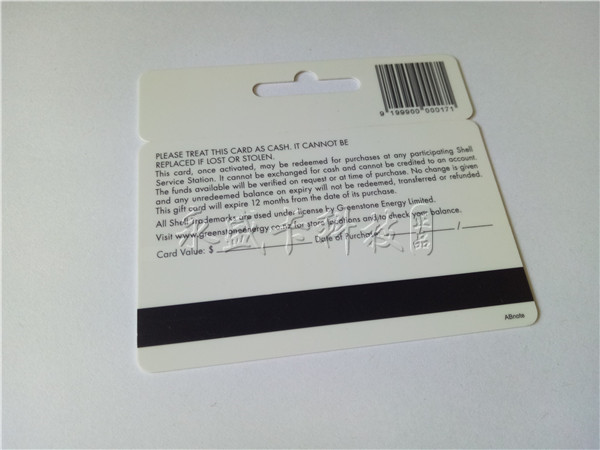 9 199900 000171
PLEASE TREAT THIS CARD AS CASH. IT CANNOT BE
REPLACED IF LOST OR STOLEN.
This card, once activated, may be redeemed for purchases at any participating Shell
Service Station. It cannot be exchanged for cash and cannot be credited to an account.
The funds available will be verified on request or at time of purchase. No change is given
and any unredeemed balance on expiry will not be redeemed, transferred or refunded.
This gift card will expire 12 months from the date of its purchase.
All Shell Trademarks are used under license by Greenstone Energy Limited.
Visit www.greenstoneenergy.co.nz for store locations and to check your balance.
Card Value: $ Date of Purchase / /
永益卡科技
ABnote